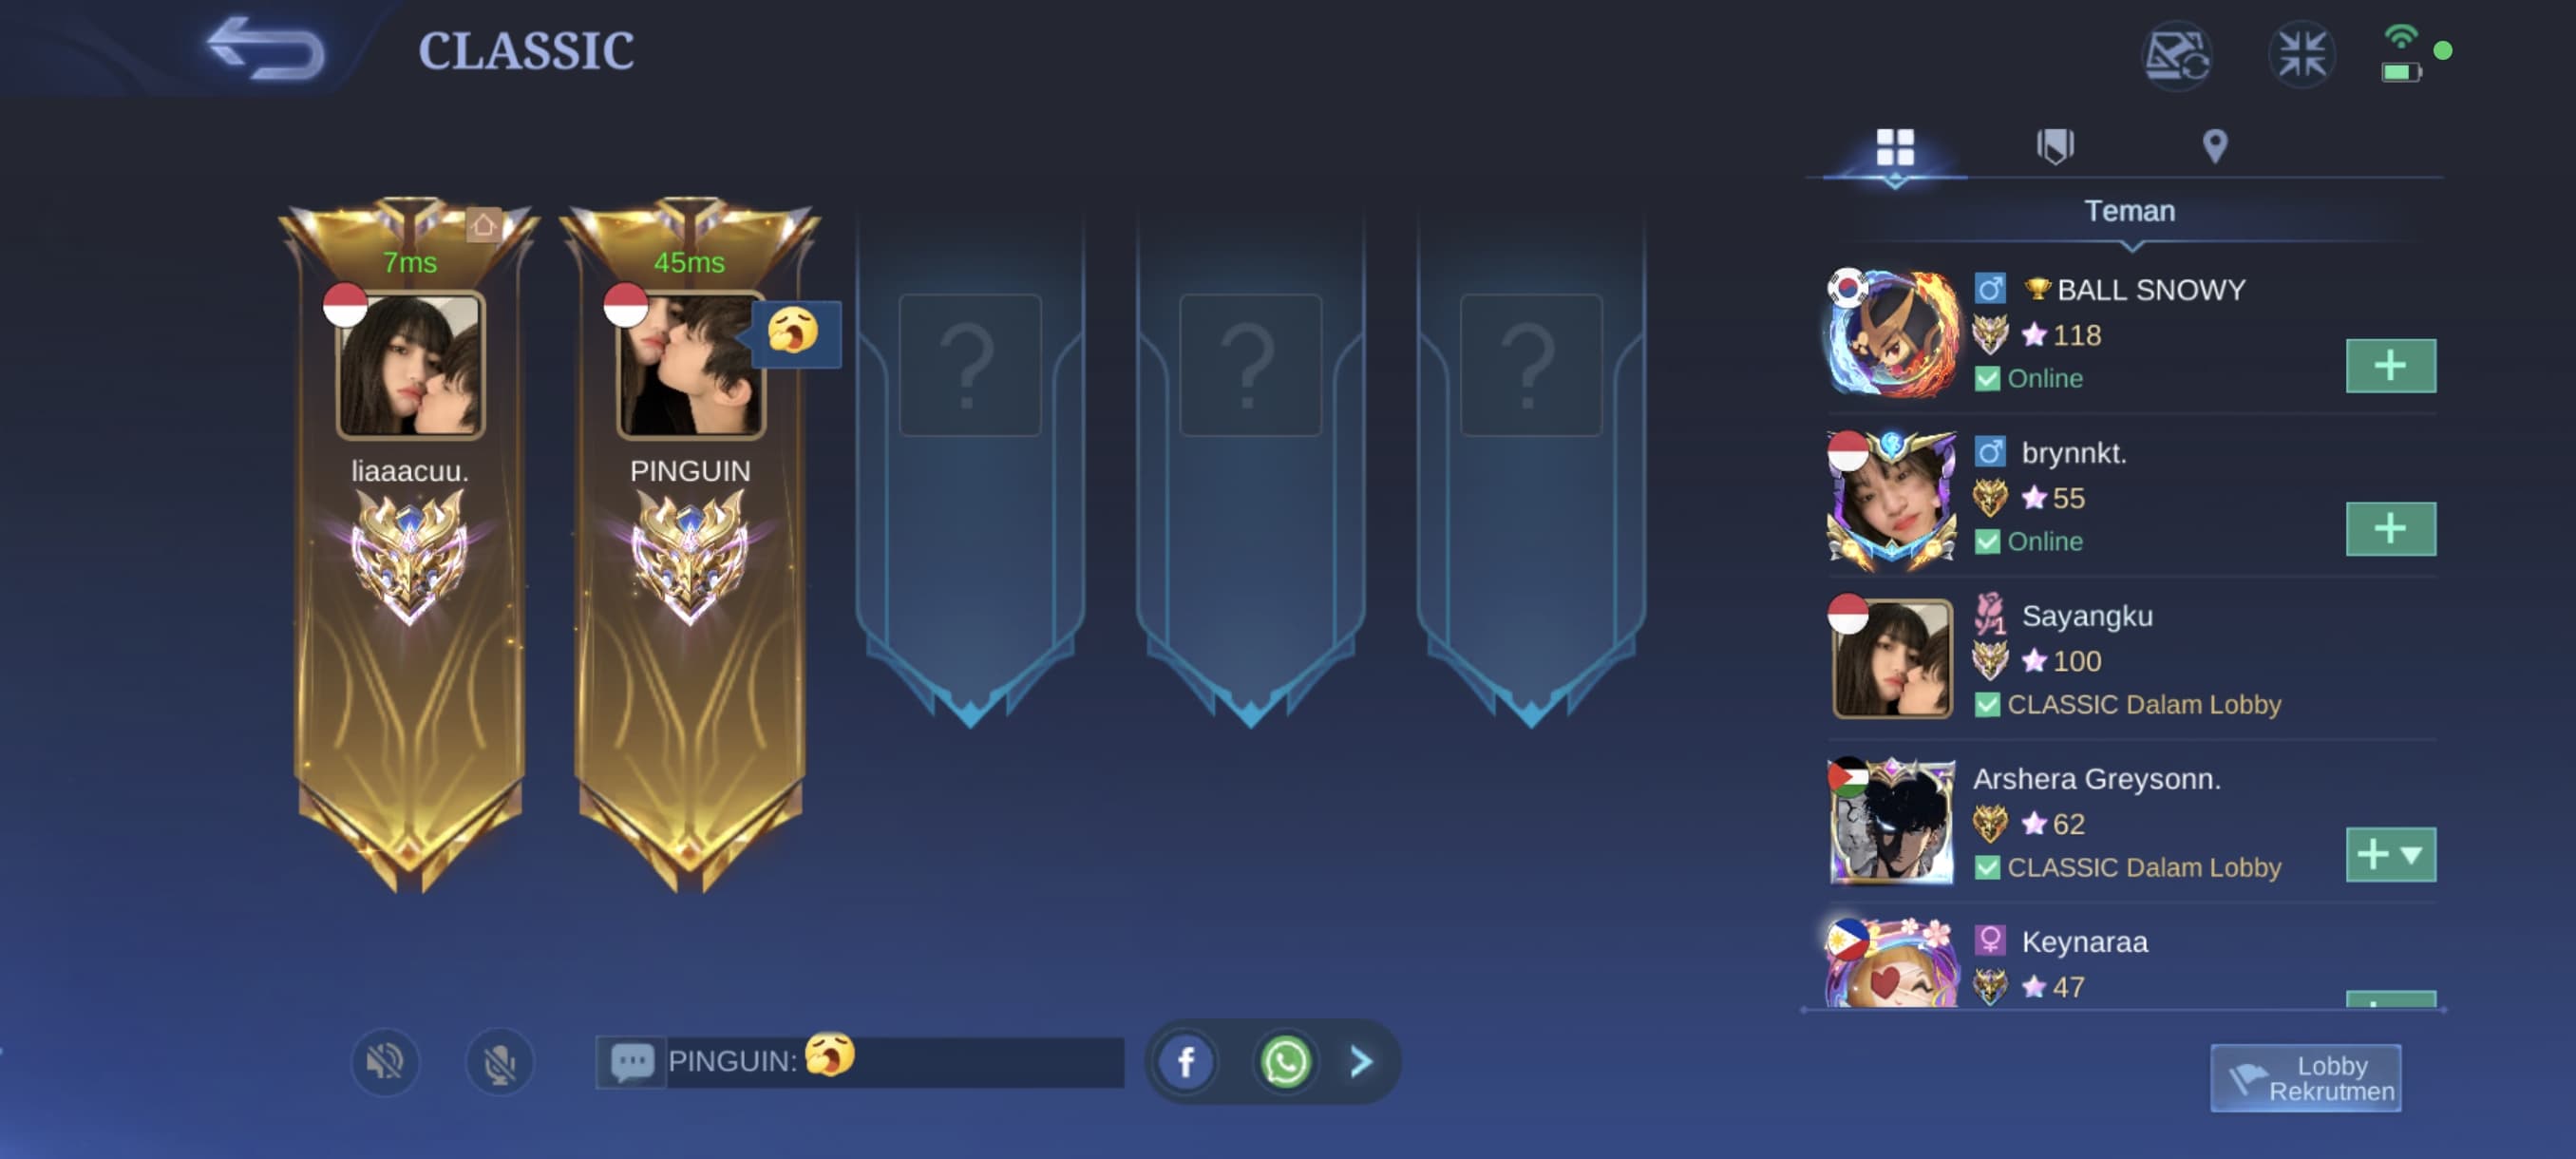 CLASSIC
7ms
45ms
liaaacuu.
PINGUIN
?
?
?
Teman
BALL SNOWY
118
Online
brynnkt.
55
Online
1
Sayangku
100
CLASSIC Dalam Lobby
Arshera Greysonn.
62
CLASSIC Dalam Lobby
Keynaraa
47
PINGUIN: 🥱
Lobby
Rekrutmen